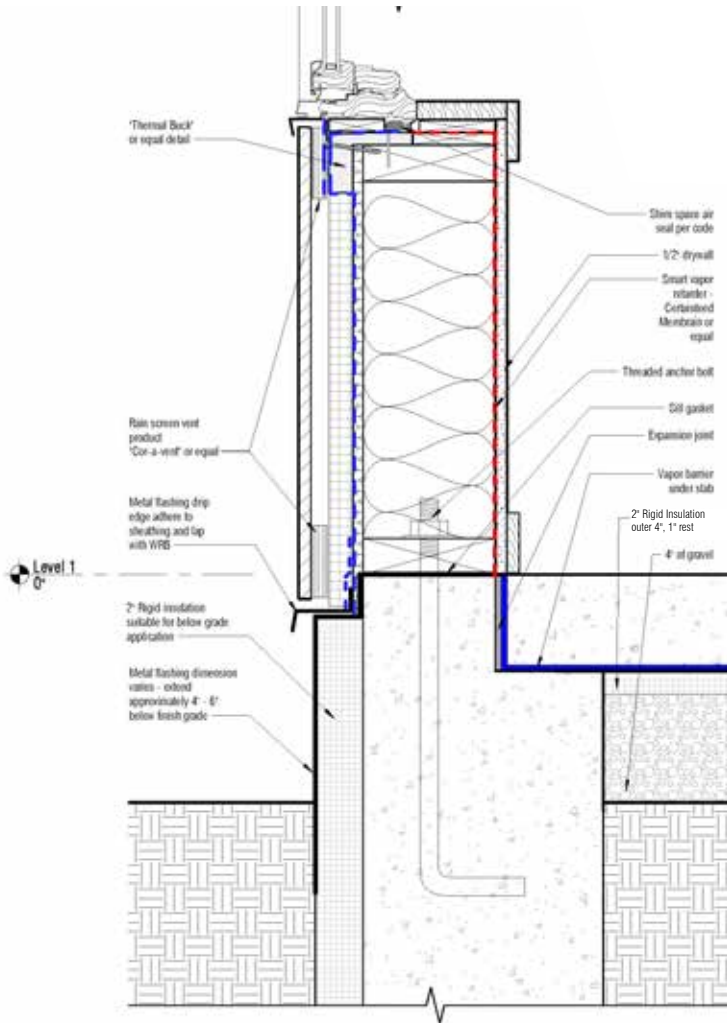 "Thermal Buck"
or equal detail
Rain screen vent
product
"Cor-a-vent" or equal
Metal flashing drip
edge adhere to
sheathing and lap
with WRB
Level 1
0"
2" Rigid insulation
suitable for below grade
application
Metal flashing dimension
varies - extend
approximately 4" - 6"
below finish grade
Shim space air
seal per code
1/2" drywall
Smart vapor
retarder -
Certainteed
Membrain or
equal
Threaded anchor bolt
Sill gasket
Expansion joint
Vapor barrier
under slab
2" Rigid Insulation
outer 4", 1" rest
4" of gravel